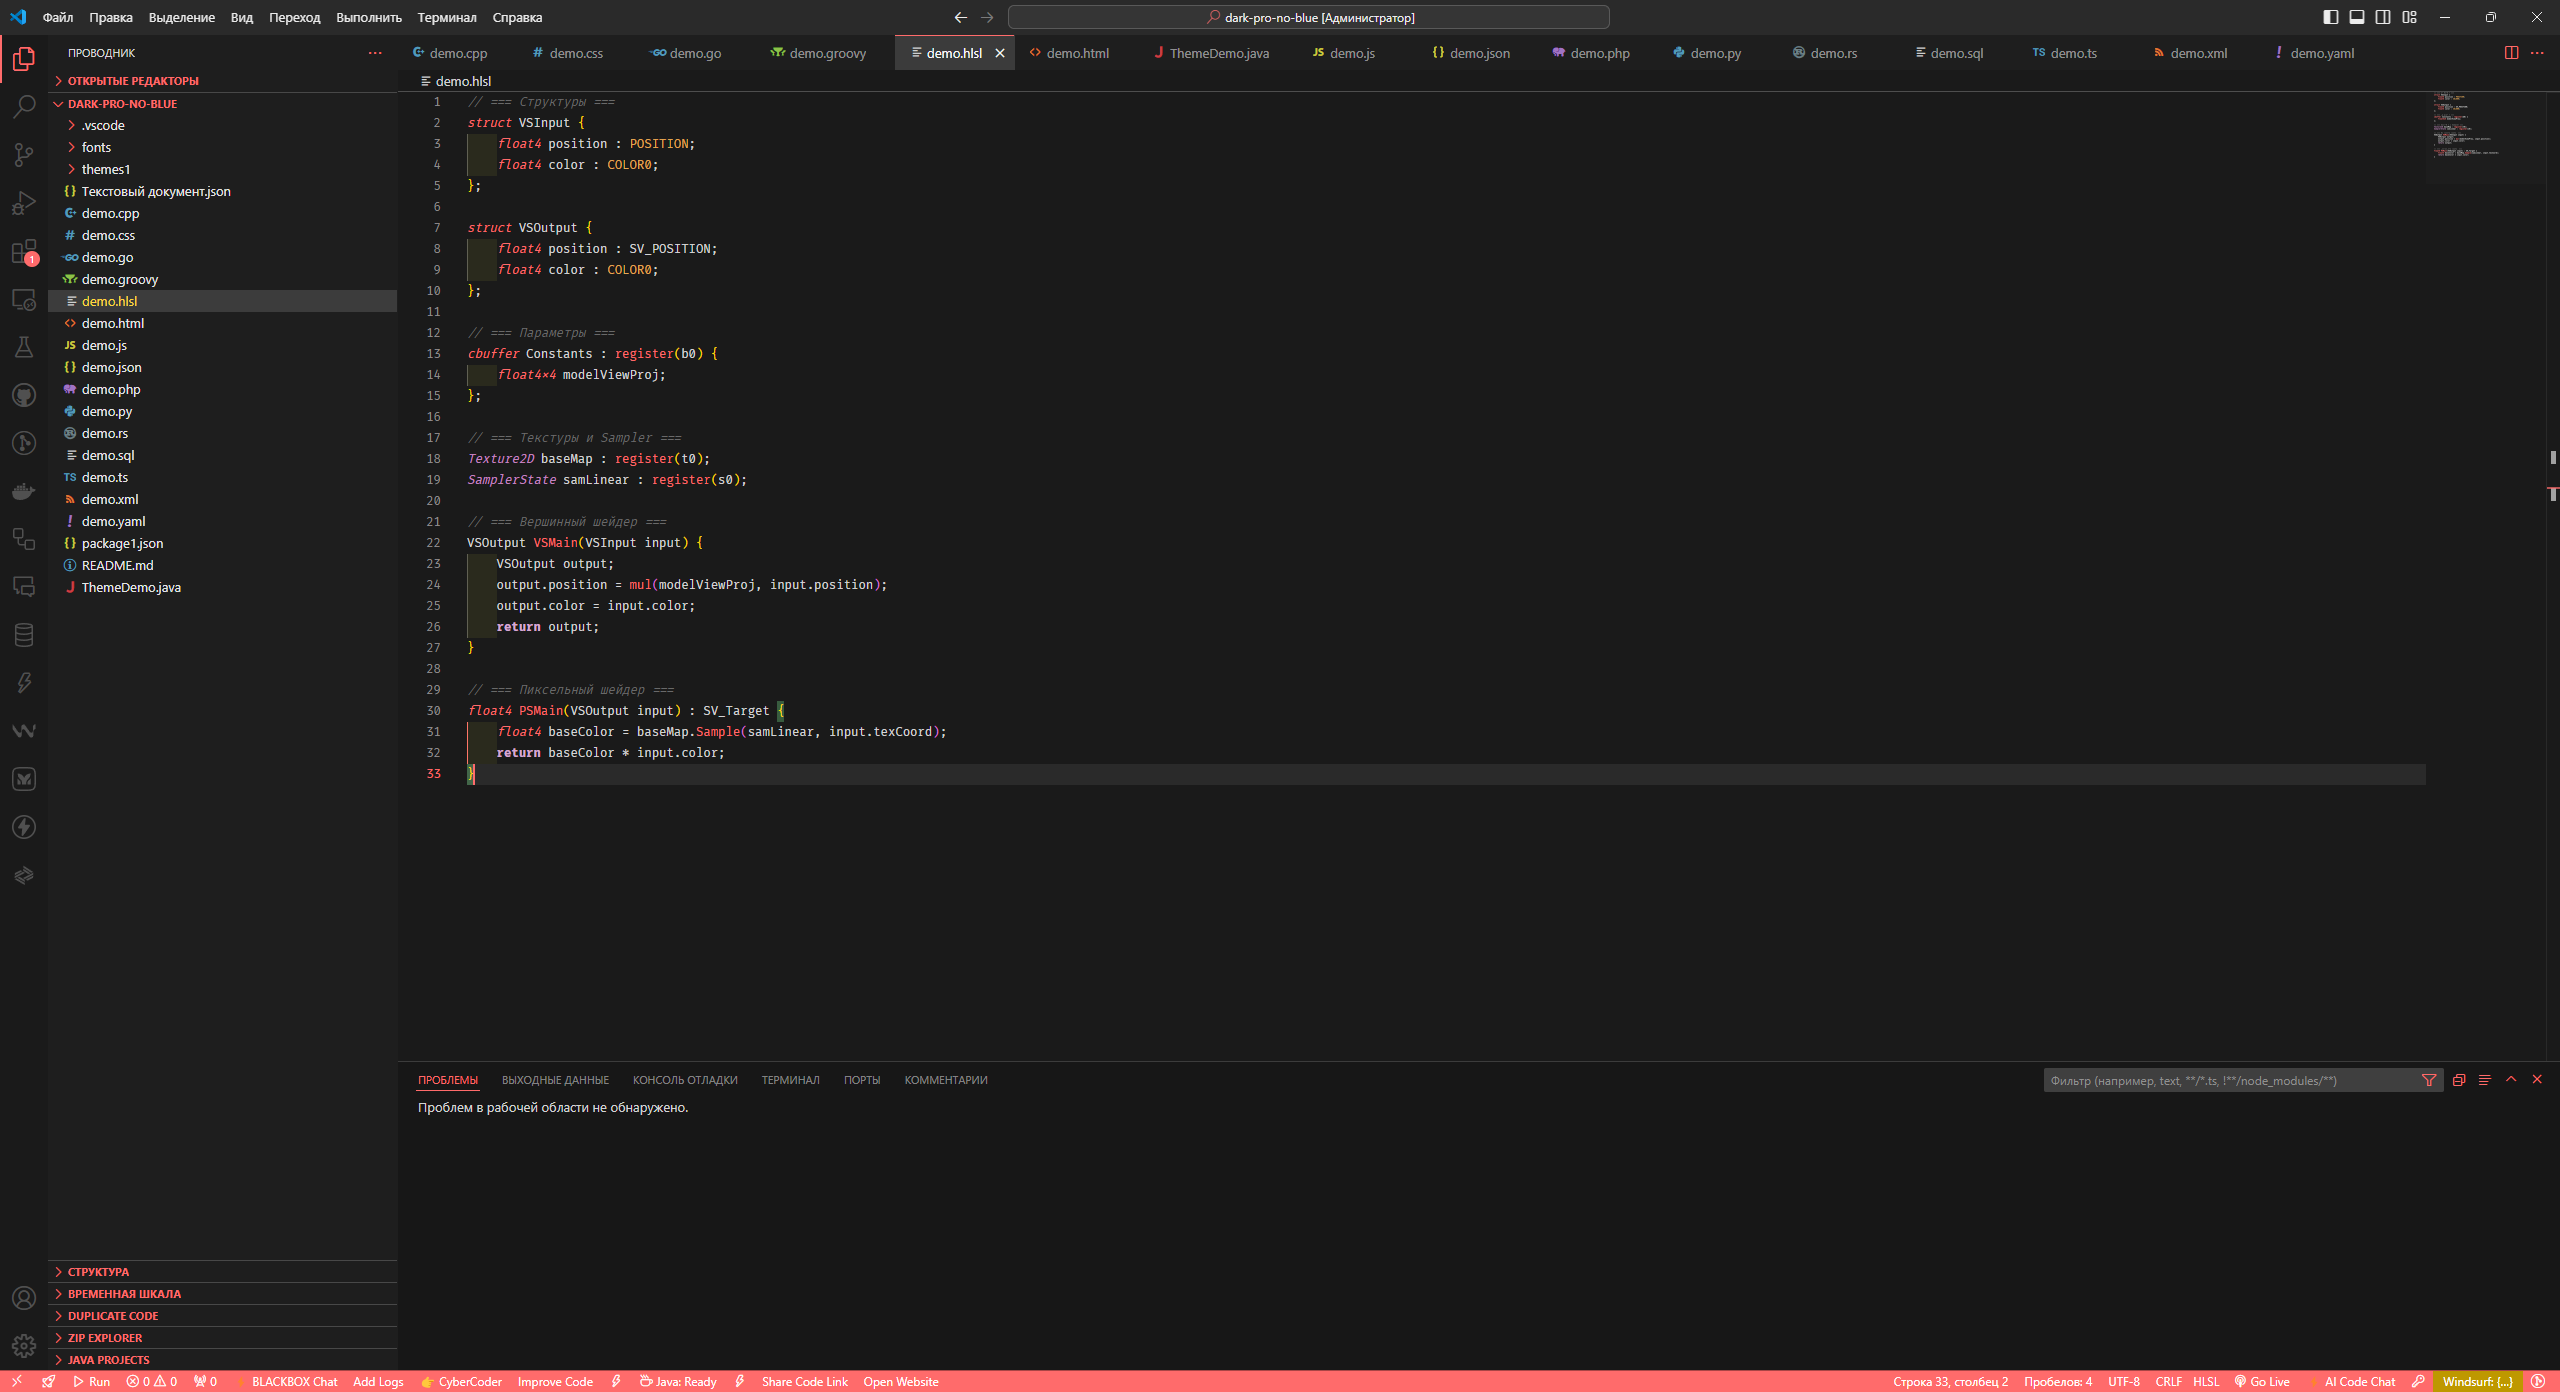 Файл Правка Выделение Вид Переход Выполнить Терминал Справка
dark-pro-no-blue [Администратор]
ПРОВОДНИК
ОТКРЫТЫЕ РЕДАКТОРЫ
DARK-PRO-NO-BLUE
.vscode
fonts
themes1
Текстовый документ.json
demo.cpp
demo.css
demo.go
demo.groovy
demo.hlsl
demo.html
demo.js
demo.json
demo.php
demo.py
demo.rs
demo.sql
demo.ts
demo.xml
demo.yaml
package1.json
README.md
ThemeDemo.java
СТРУКТУРА
ВРЕМЕННАЯ ШКАЛА
DUPLICATE CODE
ZIP EXPLORER
JAVA PROJECTS
demo.cpp demo.css demo.go demo.groovy demo.hlsl demo.html ThemeDemo.java demo.js demo.json demo.php demo.py demo.rs demo.sql demo.ts demo.xml demo.yaml
demo.hlsl
1 // === Структуры ===
2 struct VSInput {
3 float4 position : POSITION;
4 float4 color : COLOR0;
5 };
6
7 struct VSOutput {
8 float4 position : SV_POSITION;
9 float4 color : COLOR0;
10 };
11
12 // === Параметры ===
13 cbuffer Constants : register(b0) {
14 float4×4 modelViewProj;
15 };
16
17 // === Текстуры и Sampler ===
18 Texture2D baseMap : register(t0);
19 SamplerState samLinear : register(s0);
20
21 // === Вершинный шейдер ===
22 VSOutput VSMain(VSInput input) {
23 VSOutput output;
24 output.position = mul(modelViewProj, input.position);
25 output.color = input.color;
26 return output;
27 }
28
29 // === Пиксельный шейдер ===
30 float4 PSMain(VSOutput input) : SV_Target {
31 float4 baseColor = baseMap.Sample(samLinear, input.texCoord);
32 return baseColor * input.color;
33 }
ПРОБЛЕМЫ ВЫХОДНЫЕ ДАННЫЕ КОНСОЛЬ ОТЛАДКИ ТЕРМИНАЛ ПОРТЫ КОММЕНТАРИИ
Фильтр (например, text, **/*.ts, !**/node_modules/**)
Проблем в рабочей области не обнаружено.
Run 0 0 0 BLACKBOX Chat Add Logs CyberCoder Improve Code Java: Ready Share Code Link Open Website
Строка 33, столбец 2 Пробелов: 4 UTF-8 CRLF HLSL Go Live AI Code Chat Windsurf: {...}